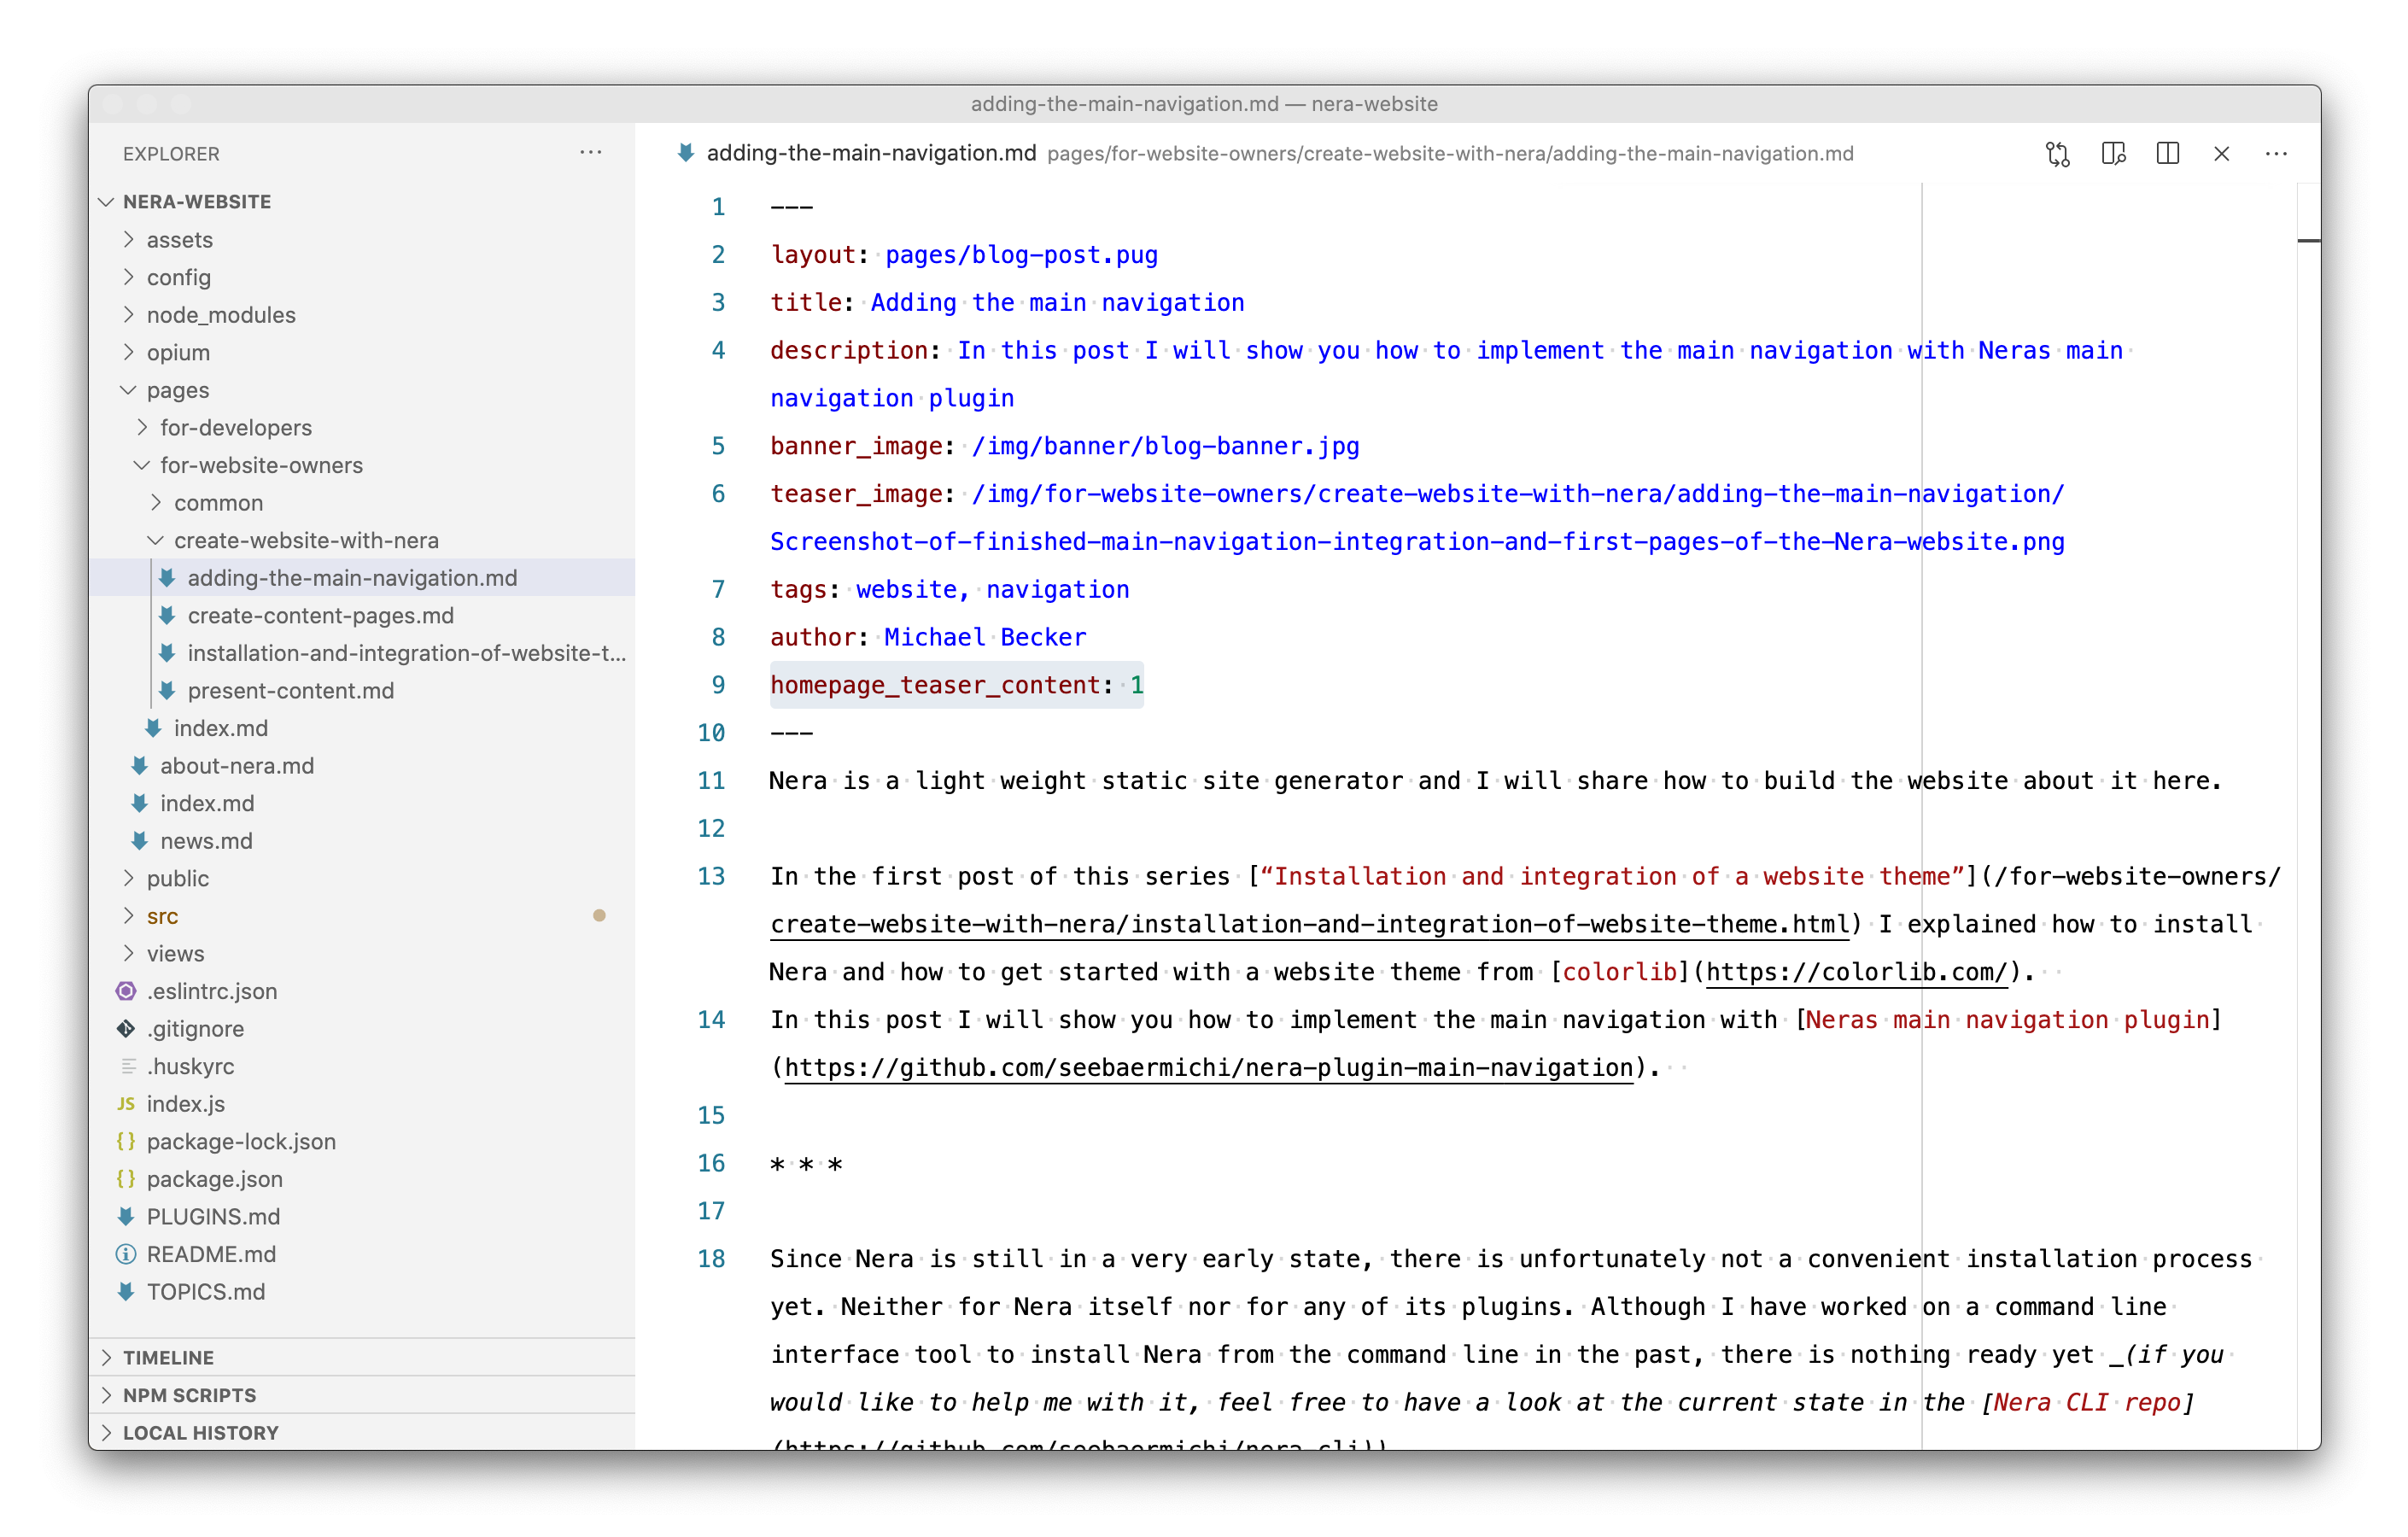 adding-the-main-navigation.md — nera-website
EXPLORER
NERA-WEBSITE
assets
config
node_modules
opium
pages
for-developers
for-website-owners
common
create-website-with-nera
adding-the-main-navigation.md
create-content-pages.md
installation-and-integration-of-website-t...
present-content.md
index.md
about-nera.md
index.md
news.md
public
src
views
.eslintrc.json
.gitignore
.huskyrc
JS index.js
{} package-lock.json
{} package.json
PLUGINS.md
README.md
TOPICS.md
TIMELINE
NPM SCRIPTS
LOCAL HISTORY
adding-the-main-navigation.md pages/for-website-owners/create-website-with-nera/adding-the-main-navigation.md
1 ---
2 layout: pages/blog-post.pug
3 title: Adding the main navigation
4 description: In this post I will show you how to implement the main navigation with Neras main
navigation plugin
5 banner_image: /img/banner/blog-banner.jpg
6 teaser_image: /img/for-website-owners/create-website-with-nera/adding-the-main-navigation/
Screenshot-of-finished-main-navigation-integration-and-first-pages-of-the-Nera-website.png
7 tags: website, navigation
8 author: Michael Becker
9 homepage_teaser_content: 1
10 ---
11 Nera is a light weight static site generator and I will share how to build the website about it here.
12
13 In the first post of this series [“Installation and integration of a website theme”](/for-website-owners/
create-website-with-nera/installation-and-integration-of-website-theme.html) I explained how to install
Nera and how to get started with a website theme from [colorlib](https://colorlib.com/).
14 In this post I will show you how to implement the main navigation with [Neras main navigation plugin]
(https://github.com/seebaermichi/nera-plugin-main-navigation).
15
16 * * *
17
18 Since Nera is still in a very early state, there is unfortunately not a convenient installation process
yet. Neither for Nera itself nor for any of its plugins. Although I have worked on a command line
interface tool to install Nera from the command line in the past, there is nothing ready yet _(if you
would like to help me with it, feel free to have a look at the current state in the [Nera CLI repo]
(https://github.com/seebaermichi/nera-cli))